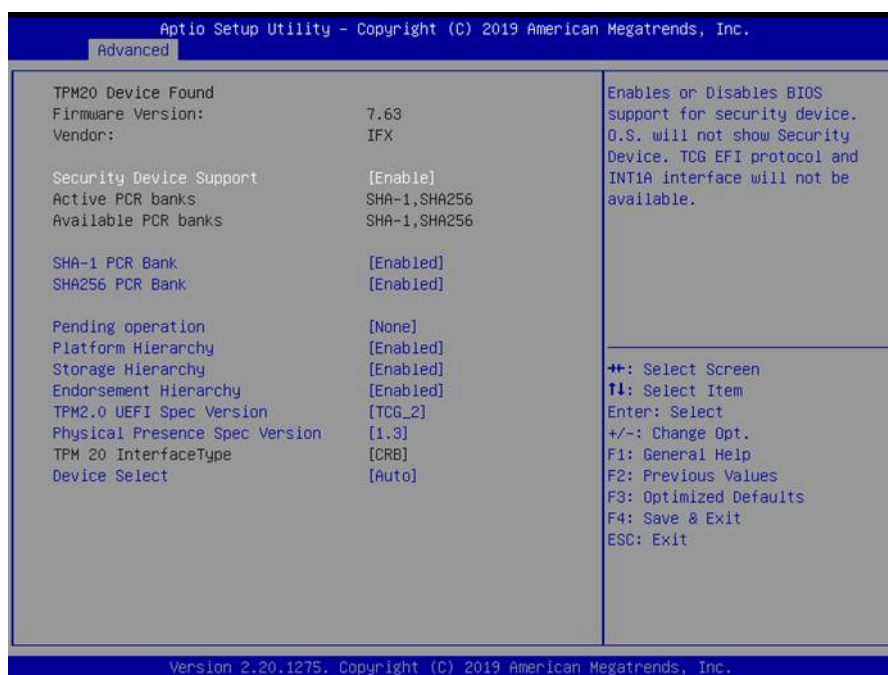 Aptio Setup Utility – Copyright (C) 2019 American Megatrends, Inc.
Advanced
TPM20 Device Found
Firmware Version: 7.63
Vendor: IFX
Security Device Support [Enable]
Active PCR banks SHA-1,SHA256
Available PCR banks SHA-1,SHA256
SHA-1 PCR Bank [Enabled]
SHA256 PCR Bank [Enabled]
Pending operation [None]
Platform Hierarchy [Enabled]
Storage Hierarchy [Enabled]
Endorsement Hierarchy [Enabled]
TPM2.0 UEFI Spec Version [TCG_2]
Physical Presence Spec Version [1.3]
TPM 20 InterfaceType [CRB]
Device Select [Auto]
Enables or Disables BIOS
support for security device.
O.S. will not show Security
Device. TCG EFI protocol and
INT1A interface will not be
available.
→←: Select Screen
↑↓: Select Item
Enter: Select
+/-: Change Opt.
F1: General Help
F2: Previous Values
F3: Optimized Defaults
F4: Save & Exit
ESC: Exit
Version 2.20.1275. Copyright (C) 2019 American Megatrends, Inc.